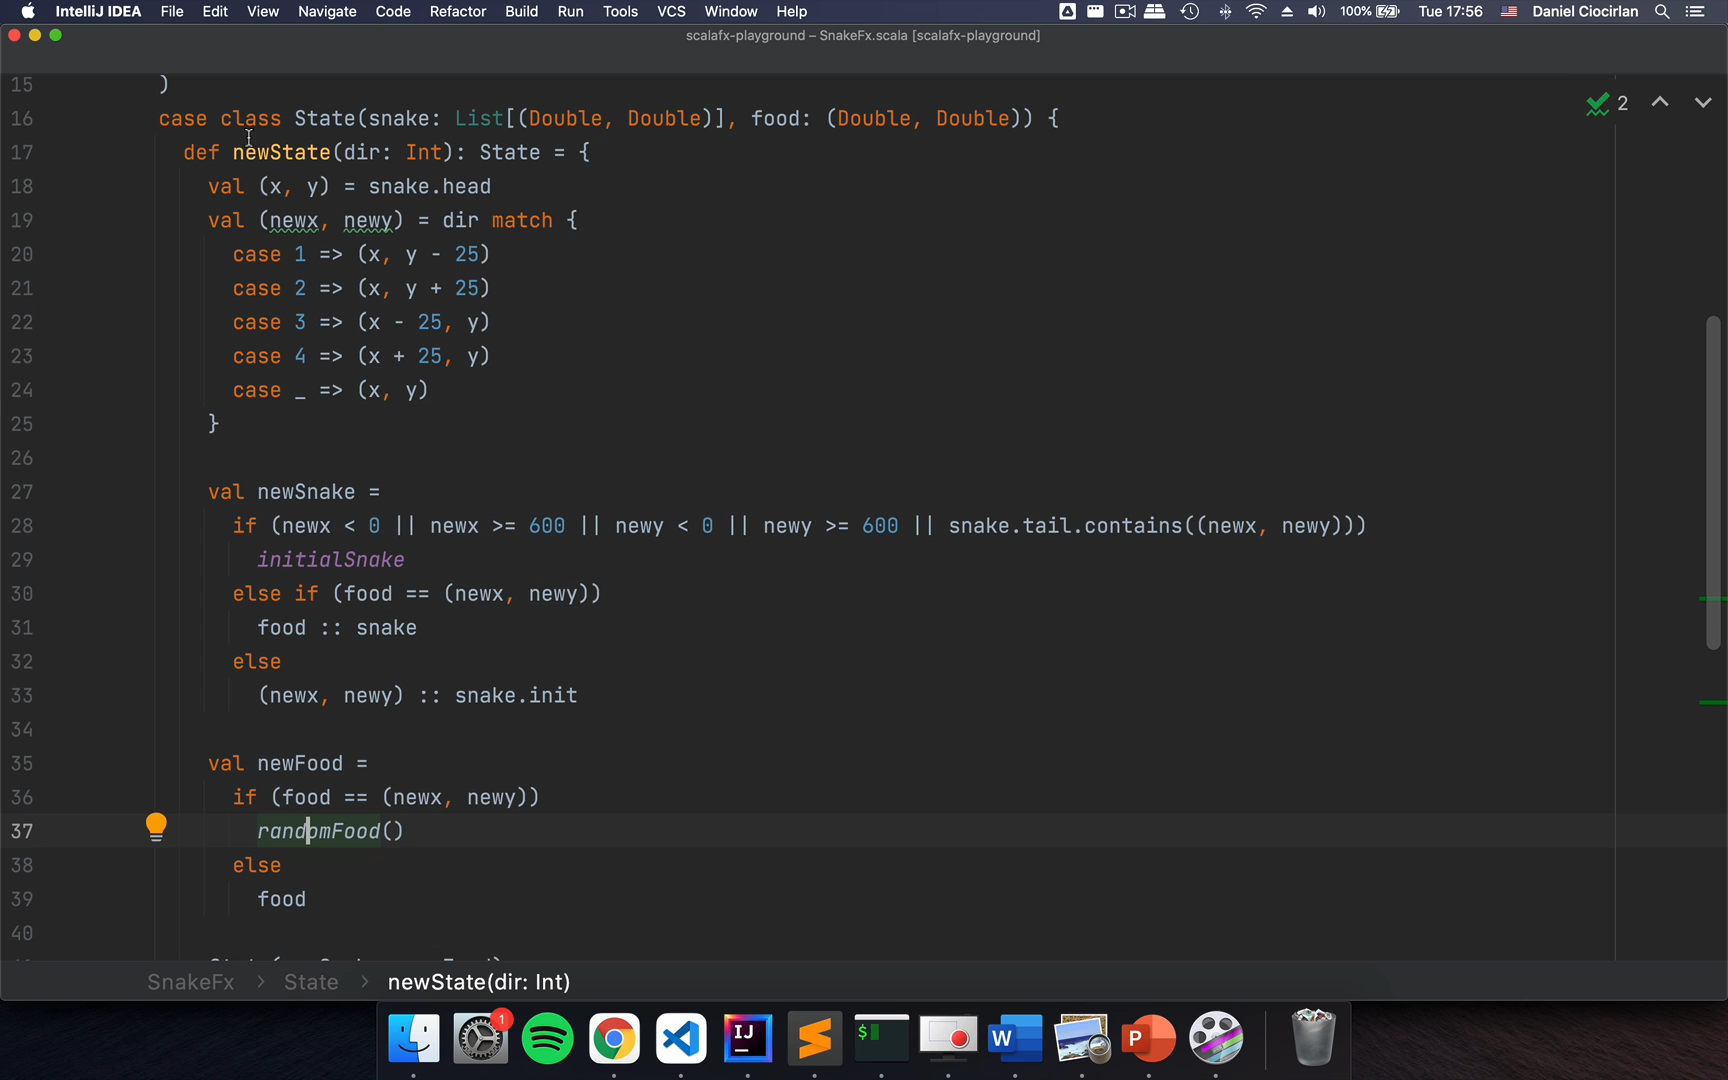 IntelliJ IDEA File Edit View Navigate Code Refactor Build Run Tools VCS Window Help 100% Tue 17:56 Daniel Ciocirlan
scalafx-playground – SnakeFx.scala [scalafx-playground]
15 )
16 case class State(snake: List[(Double, Double)], food: (Double, Double)) { 2
17 def newState(dir: Int): State = {
18 val (x, y) = snake.head
19 val (newx, newy) = dir match {
20 case 1 => (x, y - 25)
21 case 2 => (x, y + 25)
22 case 3 => (x - 25, y)
23 case 4 => (x + 25, y)
24 case _ => (x, y)
25 }
26
27 val newSnake =
28 if (newx < 0 || newx >= 600 || newy < 0 || newy >= 600 || snake.tail.contains((newx, newy)))
29 initialSnake
30 else if (food == (newx, newy))
31 food :: snake
32 else
33 (newx, newy) :: snake.init
34
35 val newFood =
36 if (food == (newx, newy))
37 randomFood()
38 else
39 food
40
SnakeFx > State > newState(dir: Int)
1
IJ
$
W
P